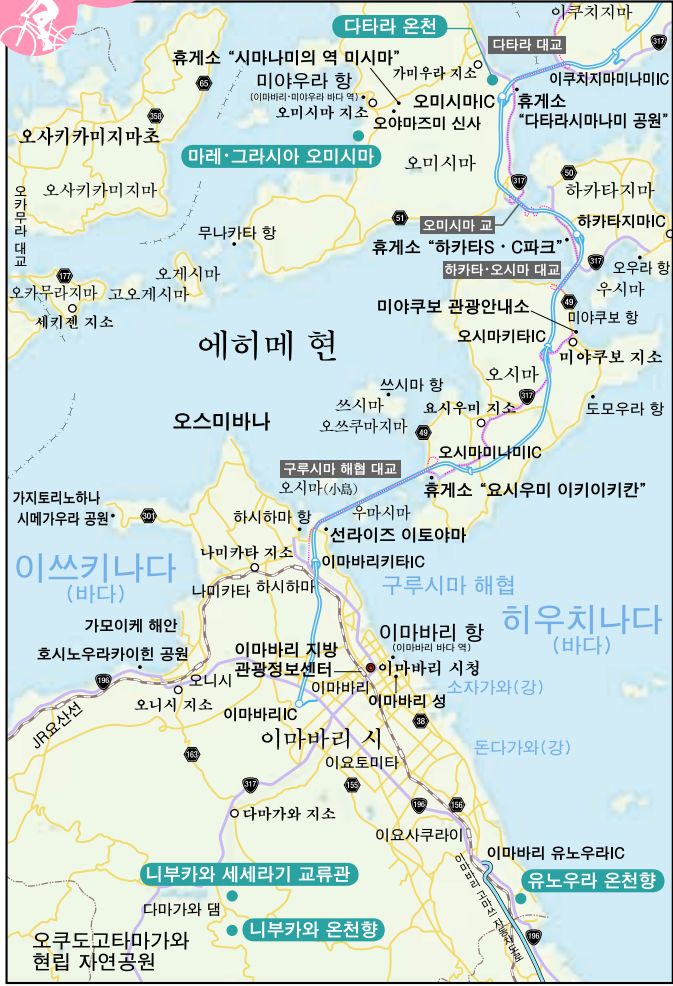 이쿠치지마
다타라 온천
다타라 대교
317
휴게소 “시마나미의 역 미시마”
가미우라 지소
이쿠치지마미나미IC
65
미야우라 항
(이마바리·미야우라 바다 역)
오미시마IC
휴게소
“다타라시마나미 공원”
358
오미시마 지소
오야마즈미 신사
오사키카미지마초
마레·그라시아 오미시마
오미시마
50
317
오사키카미지마
하카타지마
오카무라 대교
51
오미시마 교
하카타지마IC
무나카타 항
휴게소 “하카타S·C파크”
317
오우라 항
하카타·오시마 대교
177
오게시마
우시마
오카무라지마
고오게시마
49
세키젠 지소
미야쿠보 관광안내소
미야쿠보 항
에히메 현
오시마키타IC
미야쿠보 지소
오시마
쓰시마 항
317
쓰시마
요시우미 지소
도모우라 항
오스미바나
오쓰쿠마지마
49
오시마미나미IC
구루시마 해협 대교
오시마(小島)
휴게소 “요시우미 이키이키칸”
가지토리노하나
시메가우라 공원
301
하시하마 항
우마시마
선라이즈 이토야마
나미카타 지소
이마바리키타IC
이쓰키나다
(바다)
나미카타
하시하마
구루시마 해협
히우치나다
(바다)
가모이케 해안
이마바리 항
(이마바리 바다 역)
호시노우라카이힌 공원
이마바리 지방
관광정보센터
이마바리 시청
196
오니시
이마바리
소자가와(강)
오니시 지소
이마바리 성
이마바리IC
38
JR요산선
이마바리 시
돈다가와(강)
163
이요토미타
317
155
196
156
다마가와 지소
이요사쿠라이
이마바리 유노우라IC
니부카와 세세라기 교류관
유노우라 온천향
다마가와 댐
니부카와 온천향
196
오쿠도고타마가와
현립 자연공원